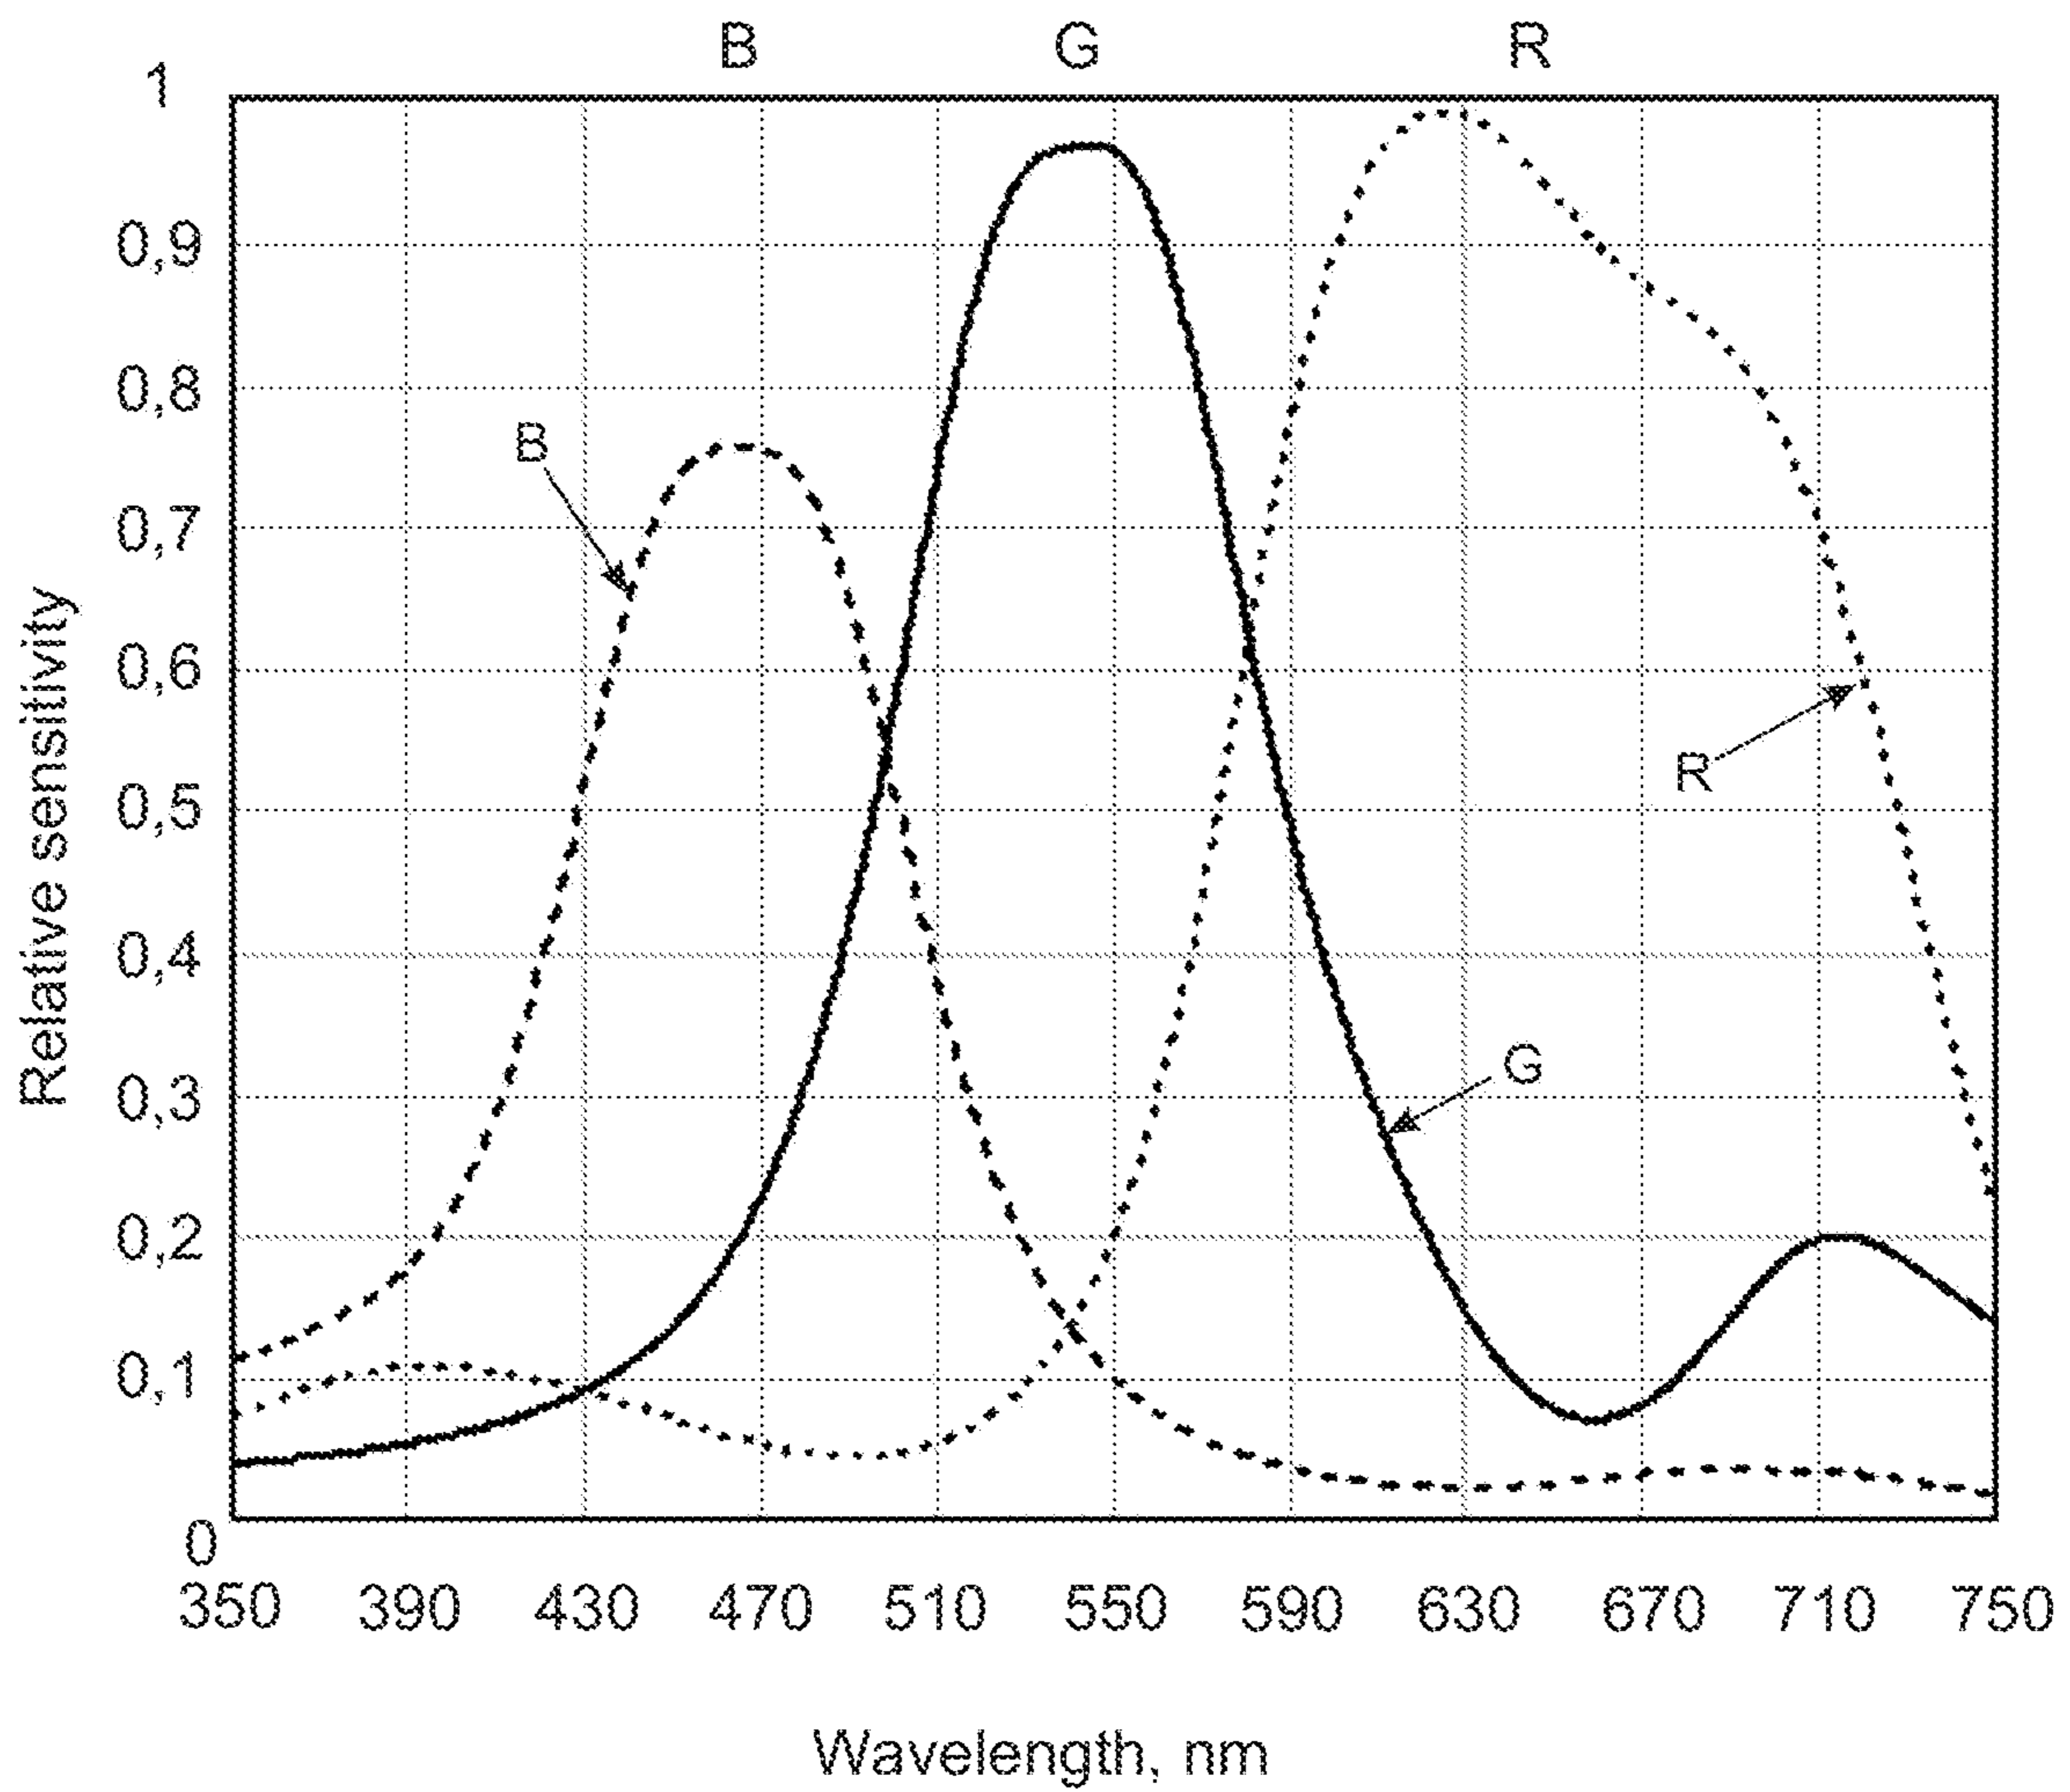 B G R
1
0,9
0,8
B
0,7
Relative sensitivity
0,6
R
0,5
0,4
G
0,3
0,2
0,1
0
350 390 430 470 510 550 590 630 670 710 750
Wavelength, nm